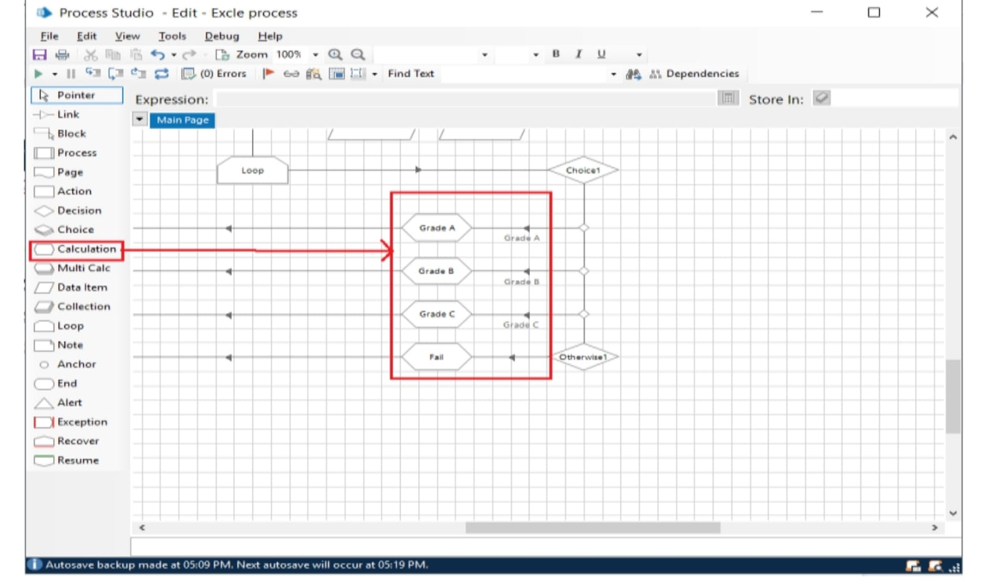 Process Studio - Edit - Excle process
File Edit View Tools Debug Help
Zoom 100% B I U
(0) Errors Find Text Dependencies
Pointer
Expression: Store In:
Link
Main Page
Block
Process
Page
Action
Decision
Choice
Calculation
Multi Calc
Data Item
Collection
Loop
Note
Anchor
End
Alert
Exception
Recover
Resume
Loop
Choice1
Grade A
Grade A
Grade B
Grade B
Grade C
Grade C
Fail
Otherwise1
Autosave backup made at 05:09 PM. Next autosave will occur at 05:19 PM.